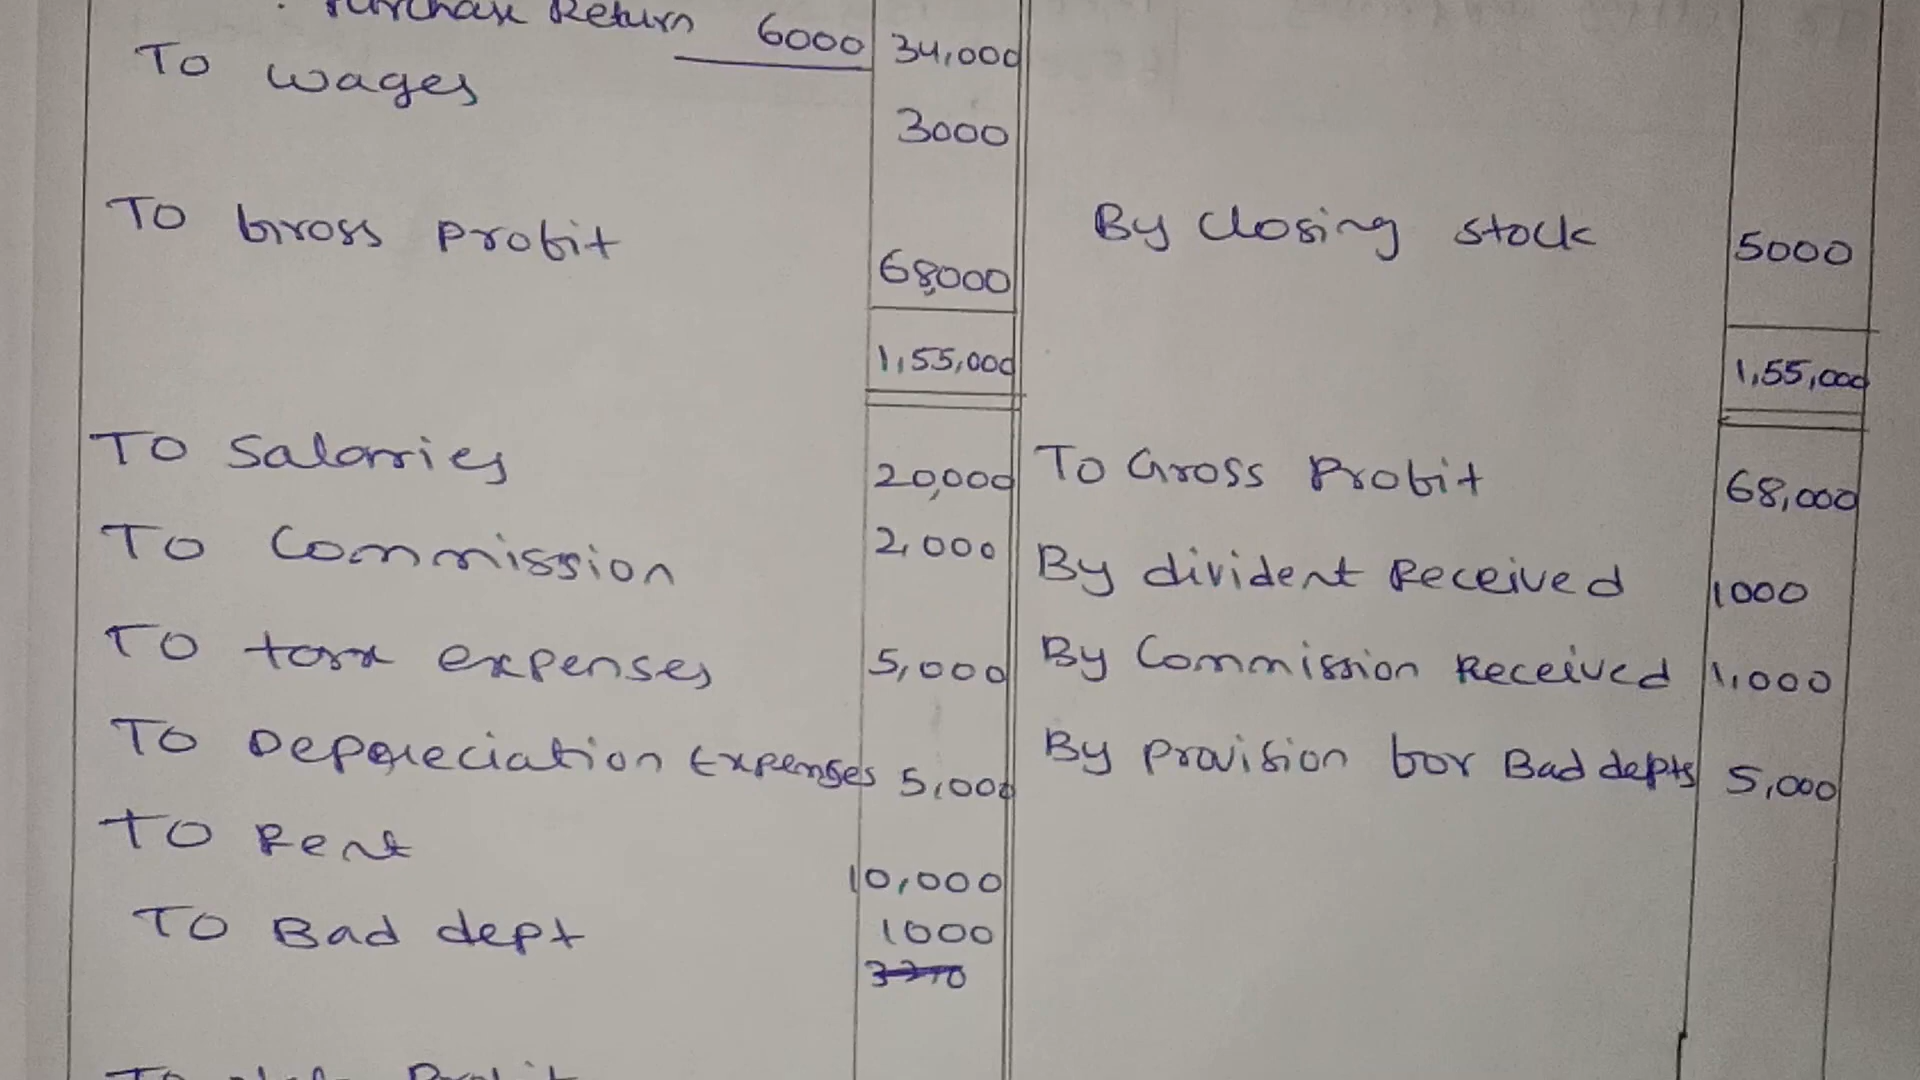 Purchase Return 6000 34,000
To wages
3000
To Gross profit
68,000
By Closing stock 5000
1,55,000 1,55,000
To Salaries 20,000
To Gross Profit 68,000
To Commission 2,000
By divident Received 1000
To tax expenses 5,000
By Commission Received 1,000
To Depreciation Expenses 5,000
By provision for Bad depts 5,000
To Rent
10,000
To Bad dept 1000